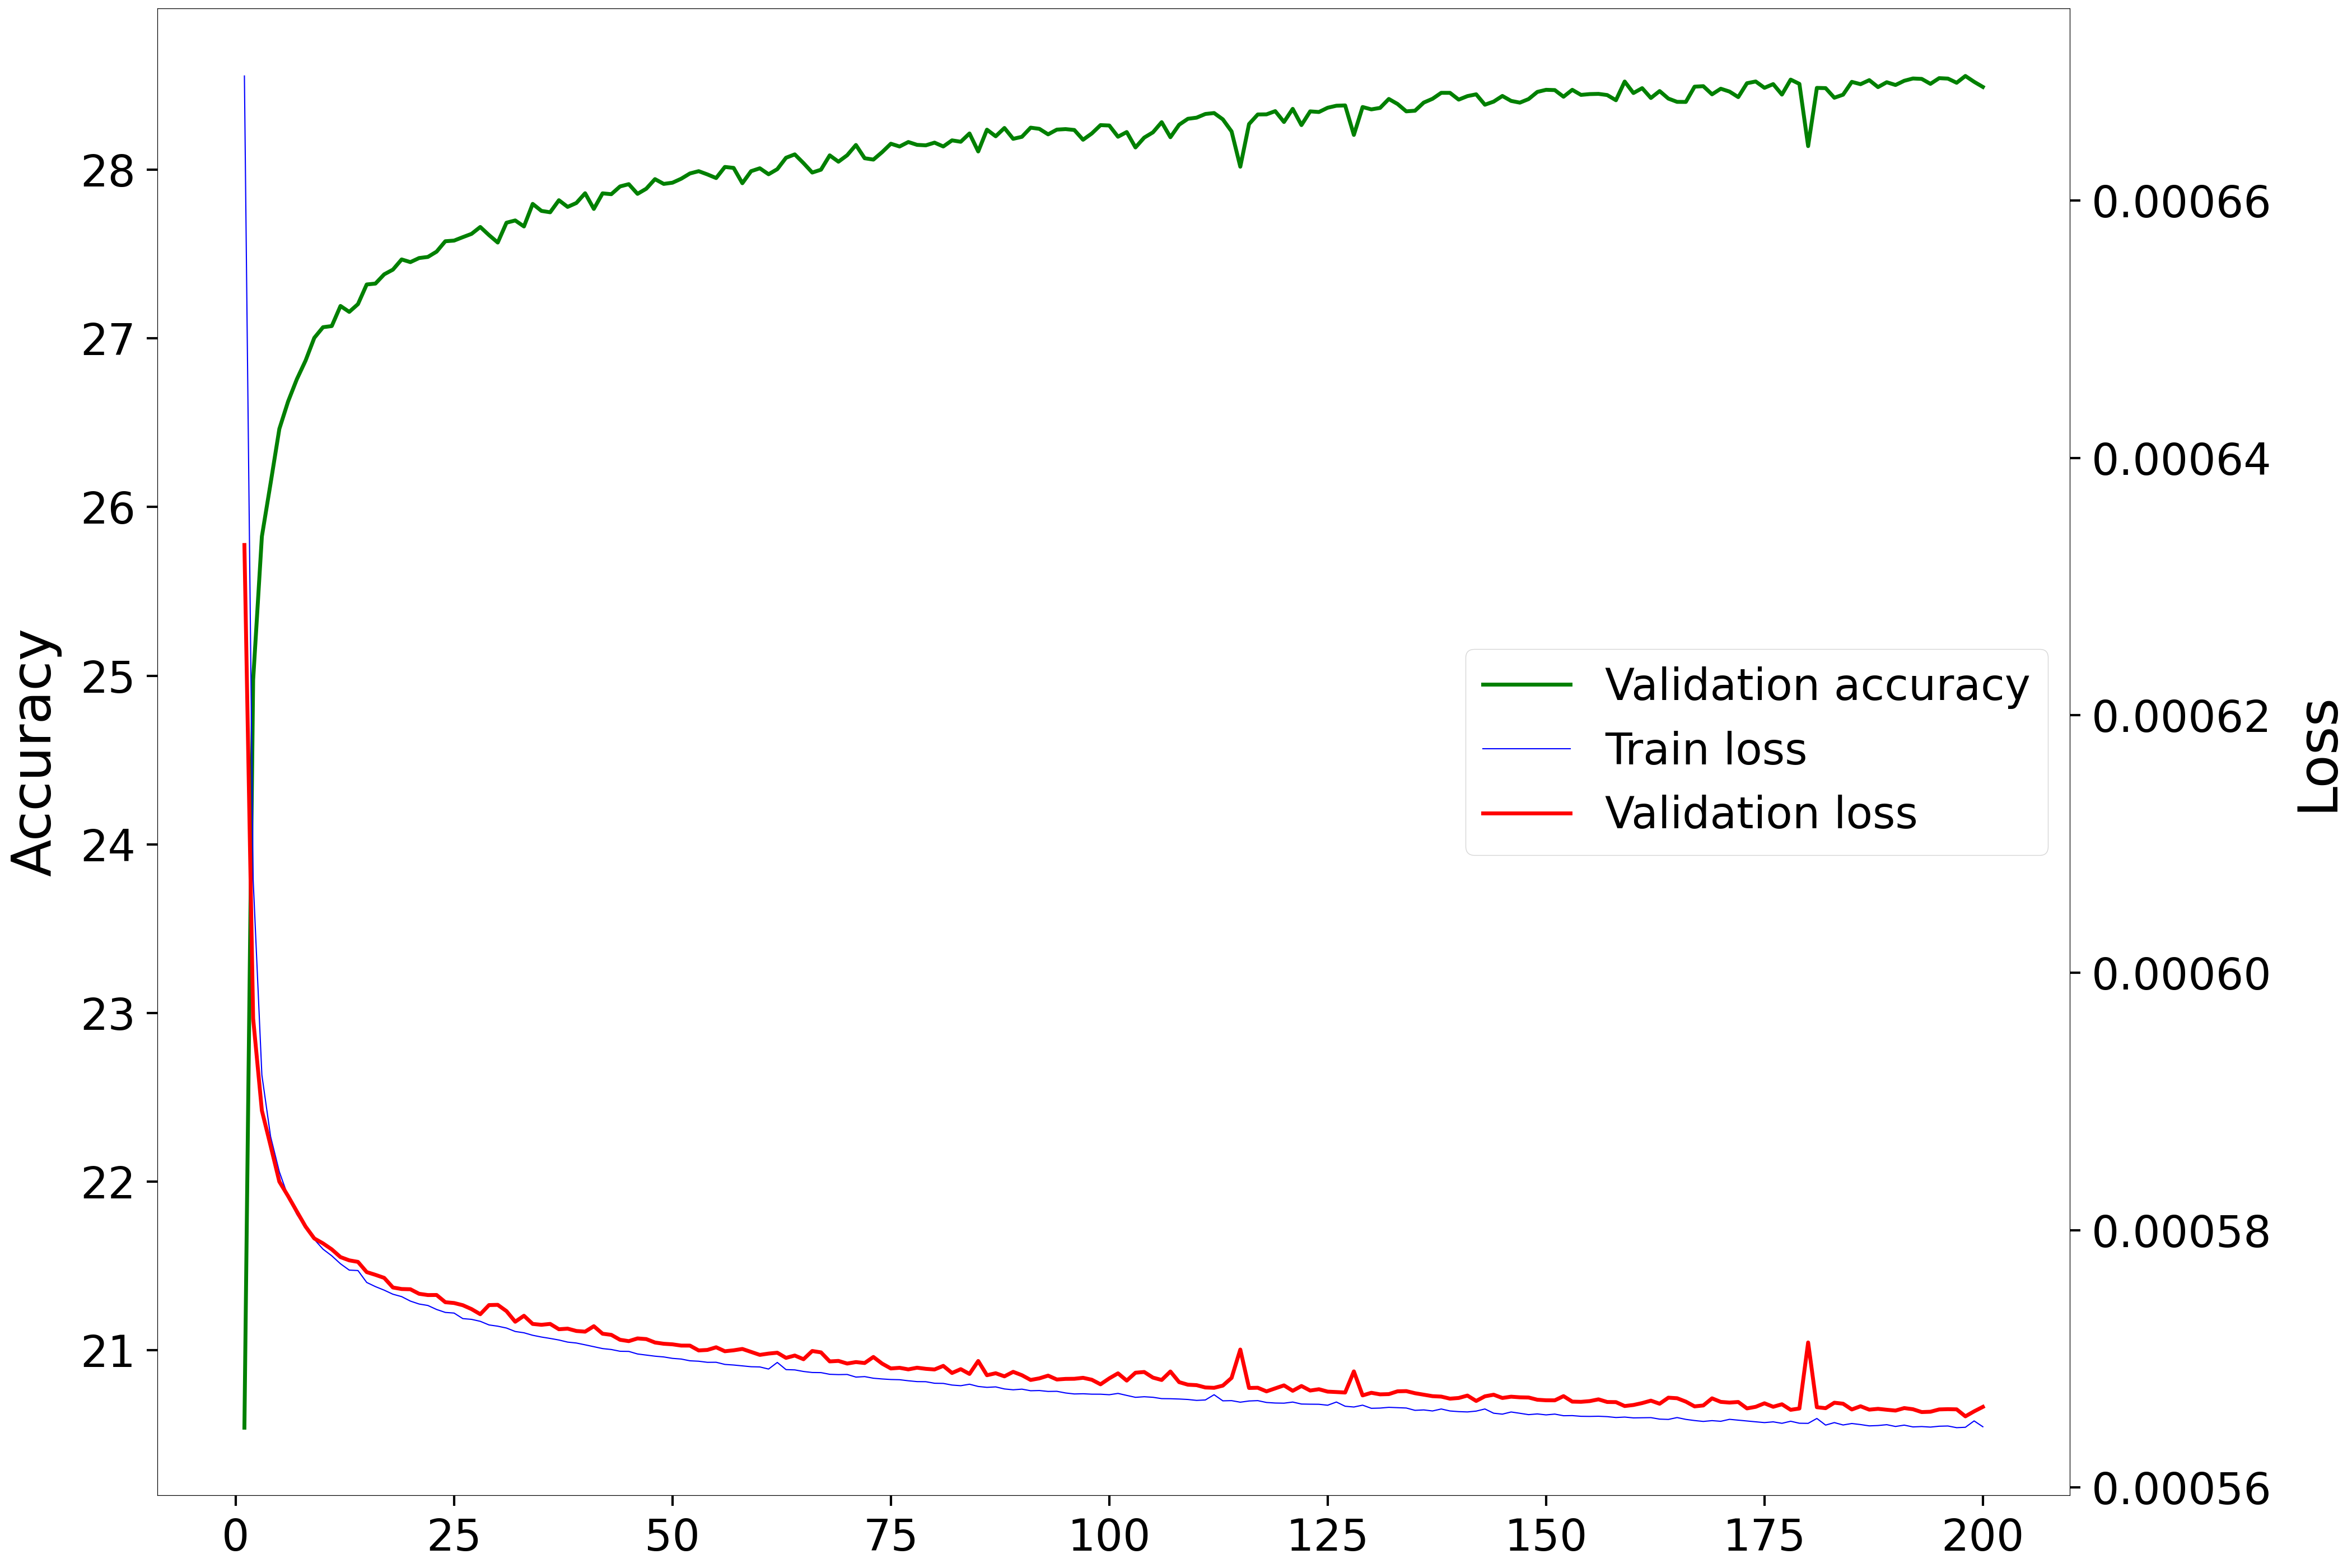 Accuracy
28
27
26
25
24
23
22
21
0.00066
0.00064
0.00062
0.00060
0.00058
0.00056
Loss
Validation accuracy
Train loss
Validation loss
0 25 50 75 100 125 150 175 200